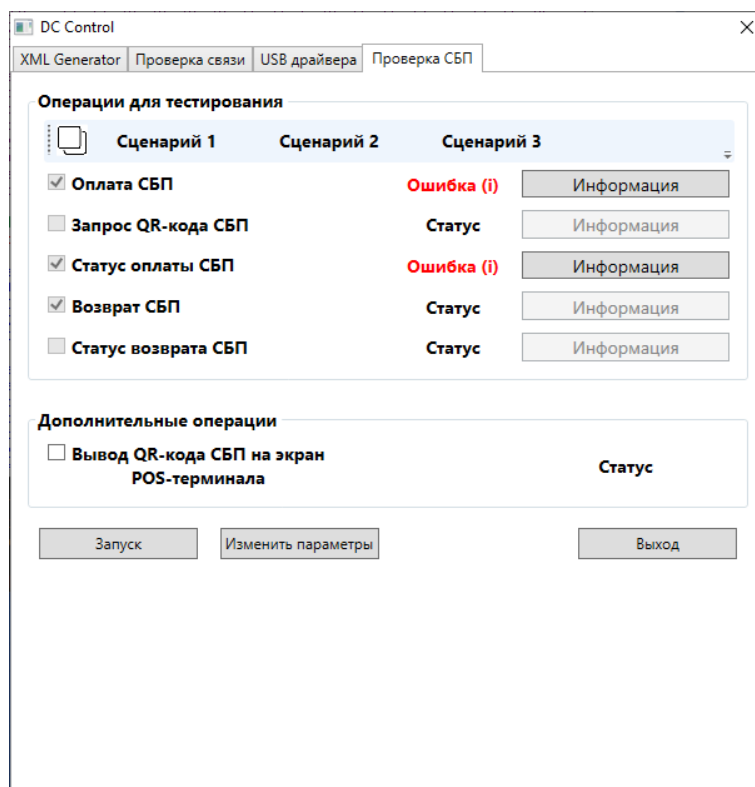 DC Control
XML Generator Проверка связи USB драйвера Проверка СБП
Операции для тестирования
Сценарий 1 Сценарий 2 Сценарий 3
Оплата СБП Ошибка (i) Информация
Запрос QR-кода СБП Статус Информация
Статус оплаты СБП Ошибка (i) Информация
Возврат СБП Статус Информация
Статус возврата СБП Статус Информация
Дополнительные операции
Вывод QR-кода СБП на экран
POS-терминала Статус
Запуск Изменить параметры Выход